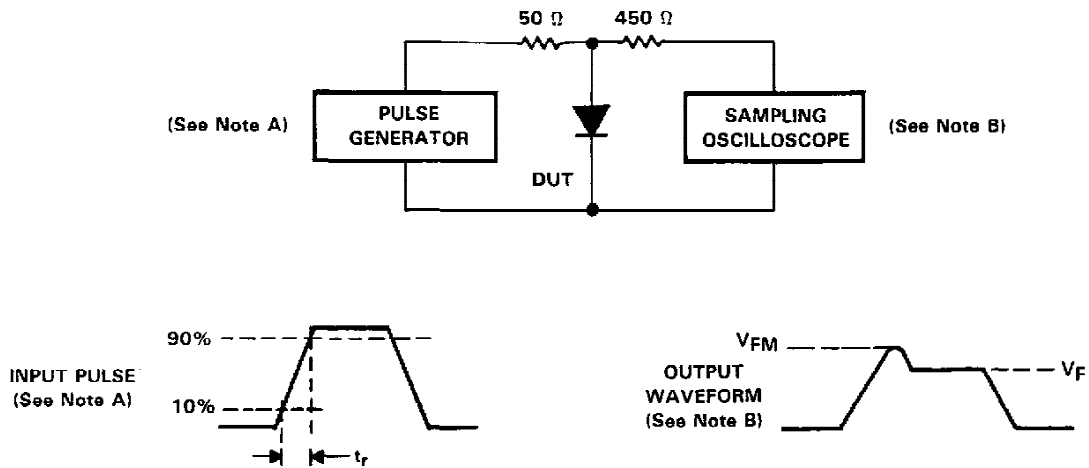 50 Ω
450 Ω
(See Note A)
PULSE
GENERATOR
SAMPLING
OSCILLOSCOPE
(See Note B)
DUT
90%
INPUT PULSE
(See Note A)
10%
tr
VFM
OUTPUT
WAVEFORM
(See Note B)
VF